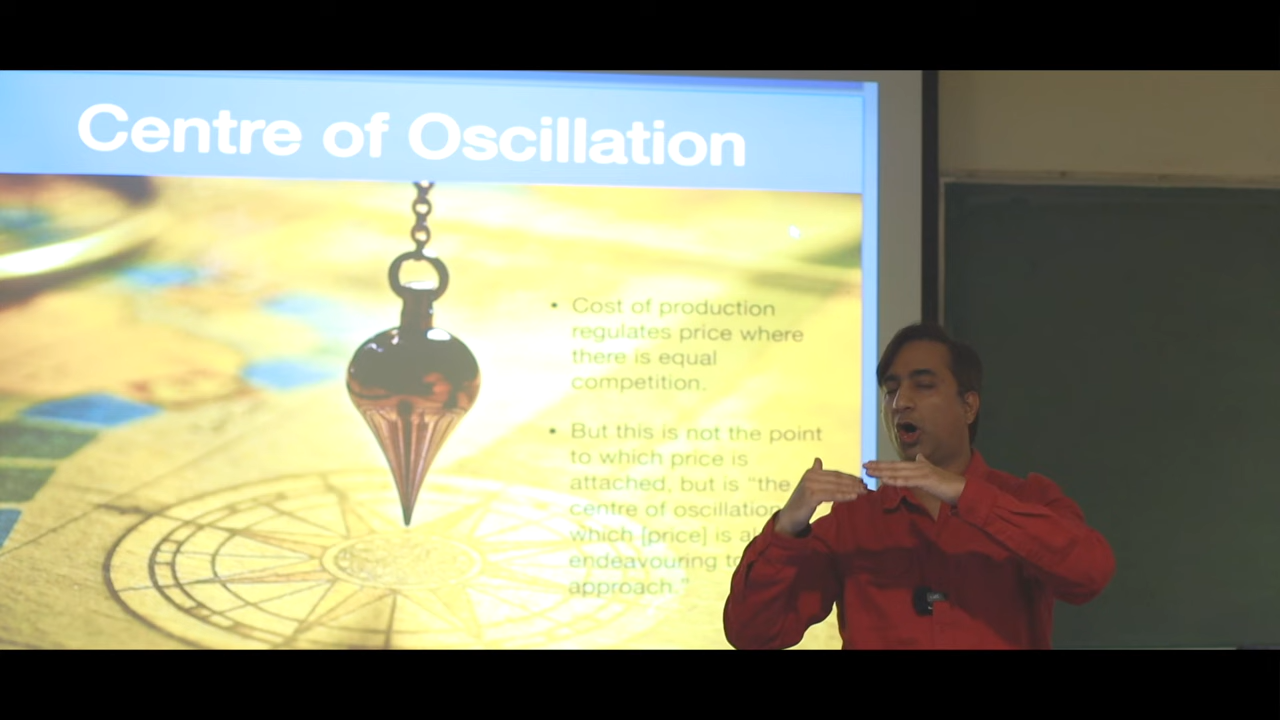 Centre of Oscillation
• Cost of production
regulates price where
there is equal
competition.
• But this is not the point
to which price is
attached, but is “the
centre of oscillation
which [price] is
endeavouring to
approach.”